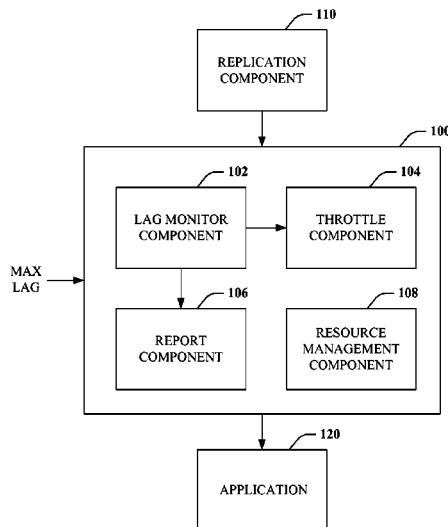 110
REPLICATION
COMPONENT
100
102
LAG MONITOR
COMPONENT
104
THROTTLE
COMPONENT
MAX
LAG
106
REPORT
COMPONENT
108
RESOURCE
MANAGEMENT
COMPONENT
120
APPLICATION